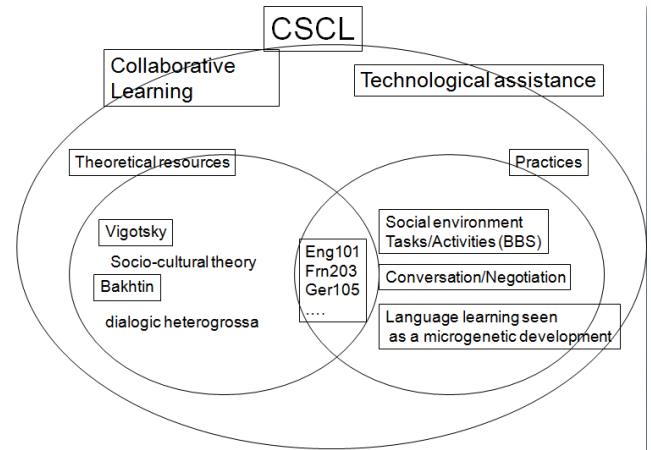 CSCL
Collaborative
Learning
Technological assistance
Theoretical resources
Practices
Vigotsky
Socio-cultural theory
Bakhtin
dialogic heterogrossa
Eng101
Frn203
Ger105
....
Social environment
Tasks/Activities (BBS)
Conversation/Negotiation
Language learning seen
as a microgenetic development